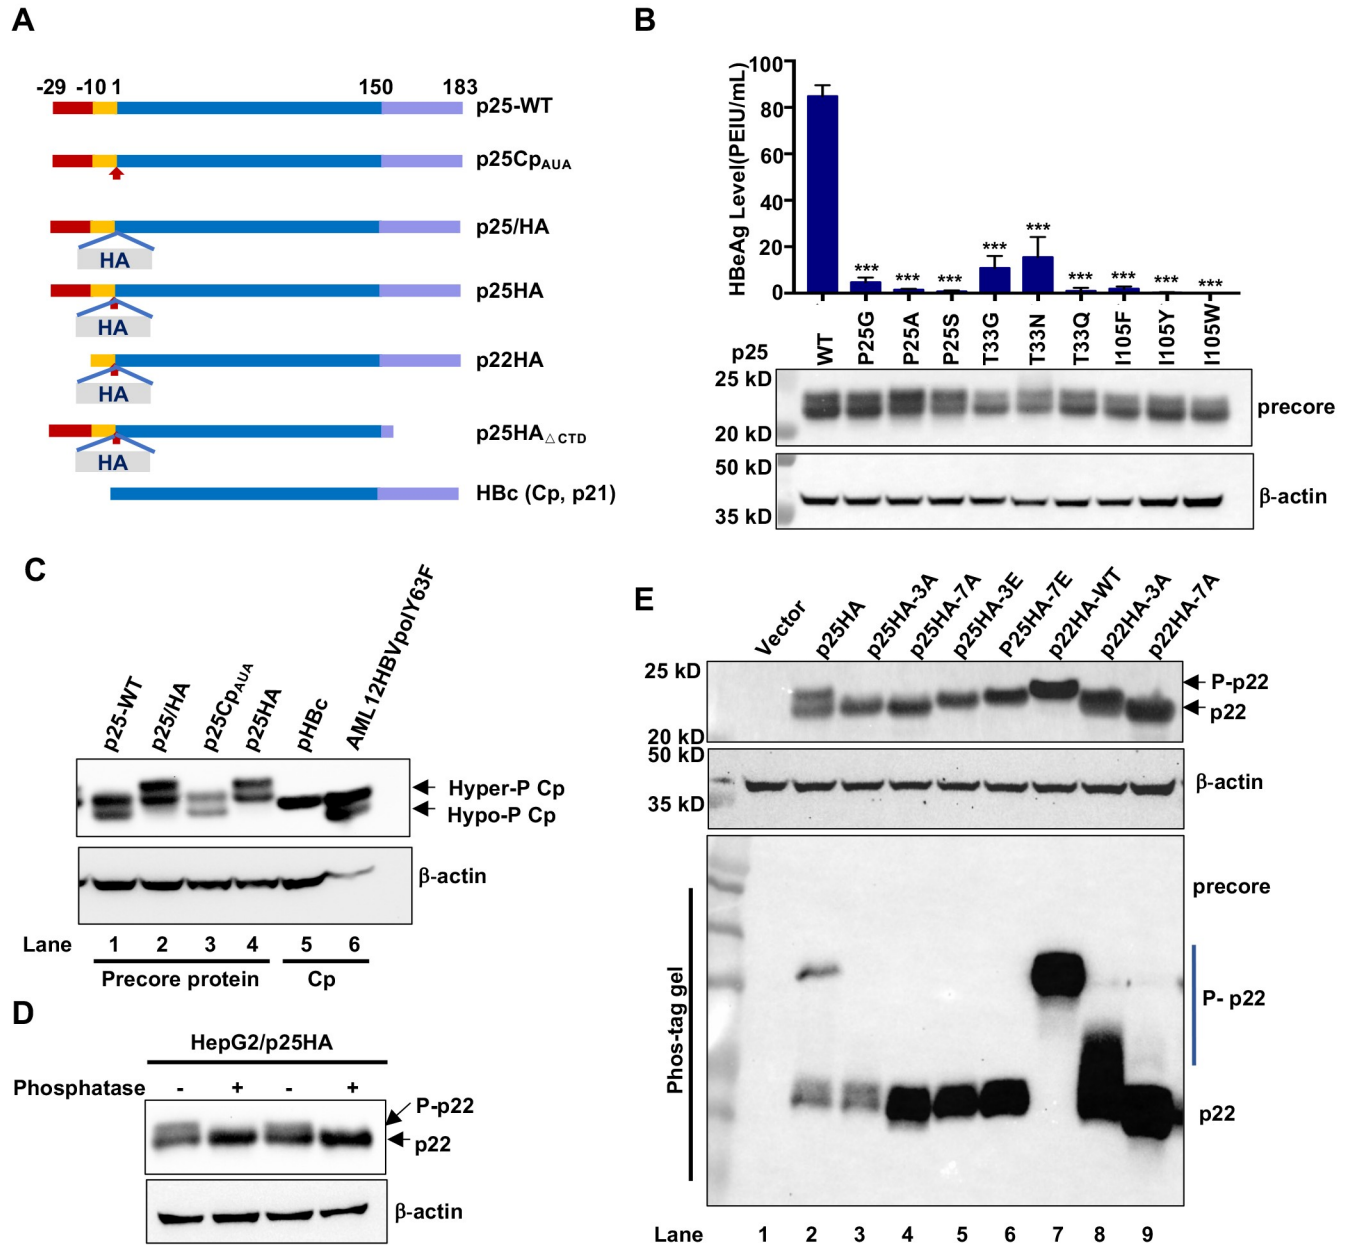 A
-29 -10 1 150 183
p25-WT
p25CpAUA
p25/HA
HA
p25HA
HA
p22HA
HA
p25HA△CTD
HA
HBc (Cp, p21)
B
HBeAg Level(PEIU/mL)
100
80
60
40
20
0
*** *** *** *** *** *** *** *** ***
p25 WT P25G P25A P25S T33G T33N T33Q I105F I105Y I105W
25 kD
precore
20 kD
50 kD
β-actin
35 kD
C
p25-WT p25/HA p25CpAUA p25HA pHBc AML12HBVpolY63F
Hyper-P Cp
Hypo-P Cp
β-actin
Lane 1 2 3 4 5 6
Precore protein Cp
D
HepG2/p25HA
Phosphatase - + - +
P-p22
p22
β-actin
E
Vector p25HA p25HA-3A p25HA-7A p25HA-3E P25HA-7E p22HA-WT p22HA-3A p22HA-7A
25 kD
P-p22
p22
20 kD
50 kD
β-actin
35 kD
Phos-tag gel
precore
P- p22
p22
Lane 1 2 3 4 5 6 7 8 9